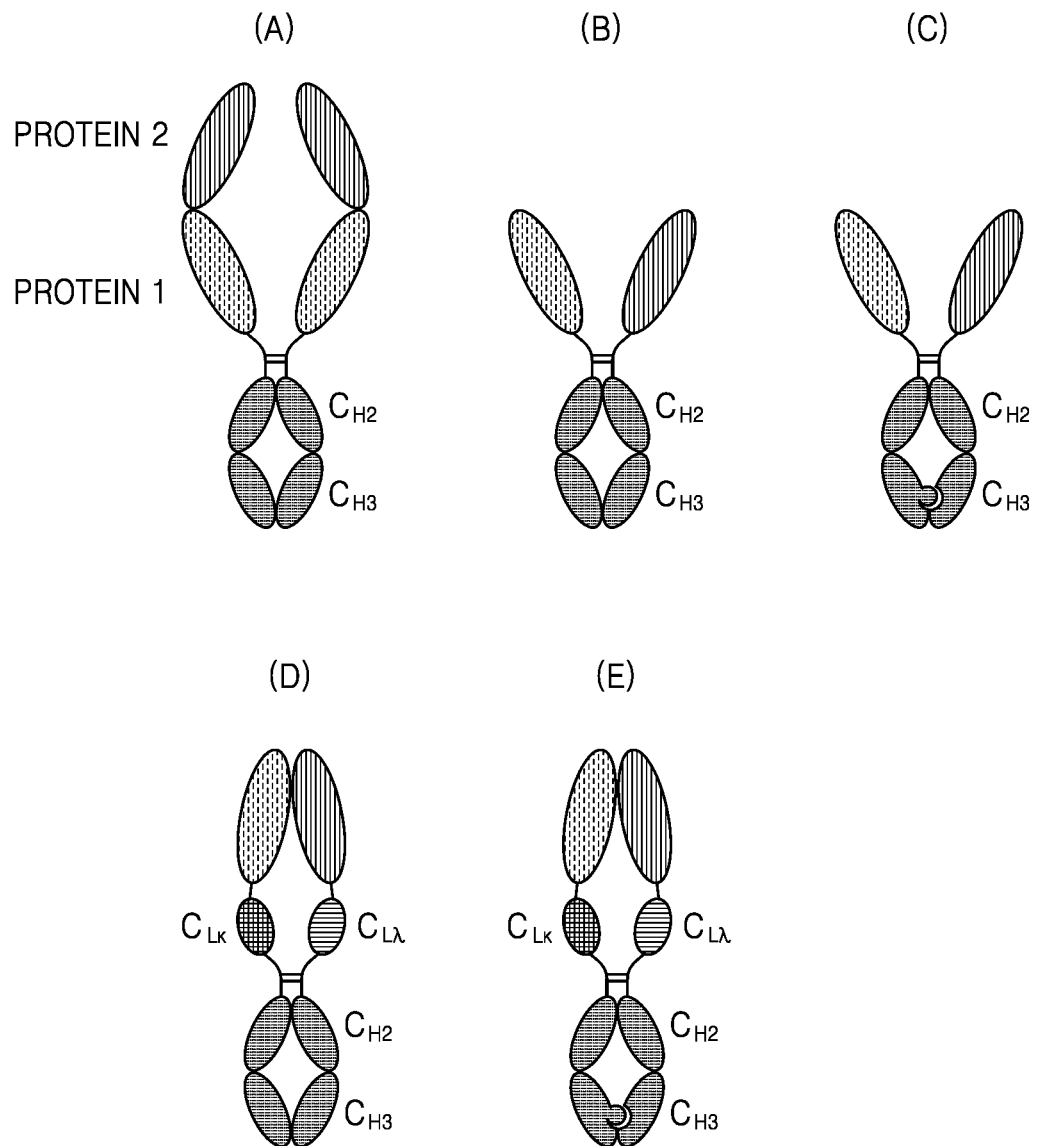 (A)
(B)
(C)
PROTEIN 2
PROTEIN 1
CH2
CH2
CH2
CH3
CH3
CH3
(D)
(E)
CLκ
CLλ
CLκ
CLλ
CH2
CH2
CH3
CH3